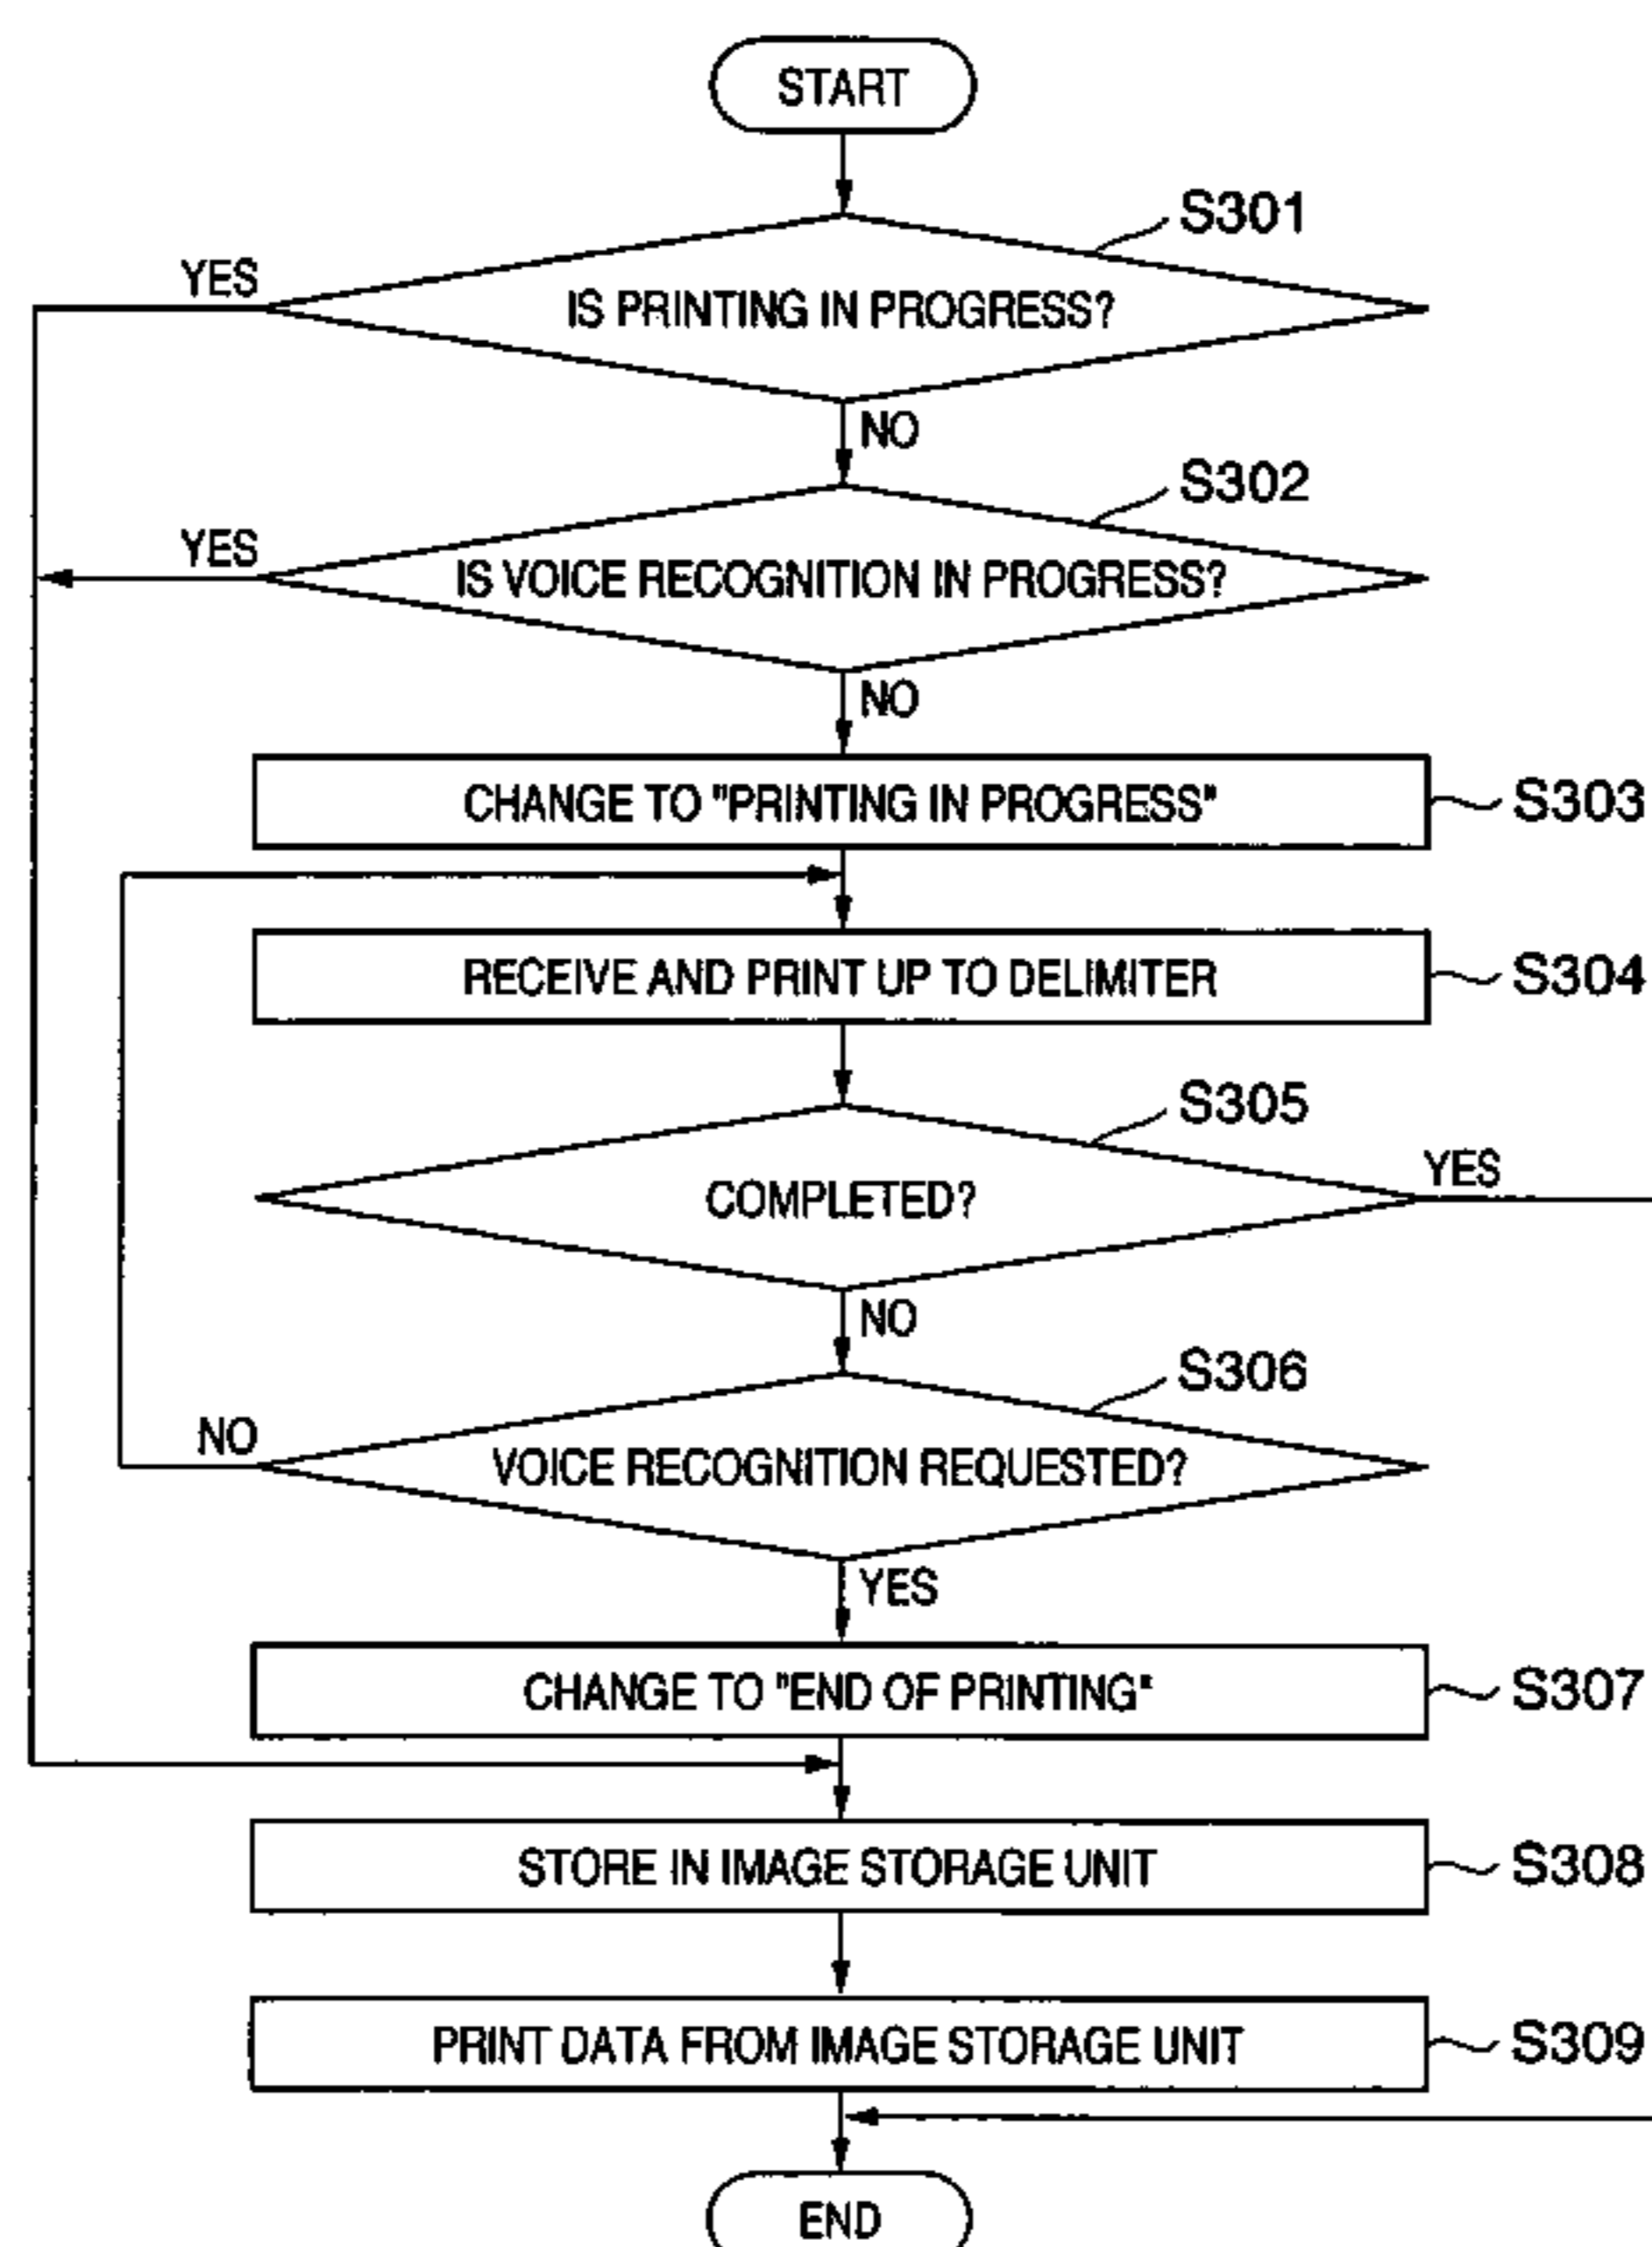 START
S301
YES
IS PRINTING IN PROGRESS?
NO
S302
YES
IS VOICE RECOGNITION IN PROGRESS?
NO
CHANGE TO "PRINTING IN PROGRESS"
S303
RECEIVE AND PRINT UP TO DELIMITER
S304
S305
YES
COMPLETED?
NO
S306
NO
VOICE RECOGNITION REQUESTED?
YES
CHANGE TO "END OF PRINTING"
S307
STORE IN IMAGE STORAGE UNIT
S308
PRINT DATA FROM IMAGE STORAGE UNIT
S309
END